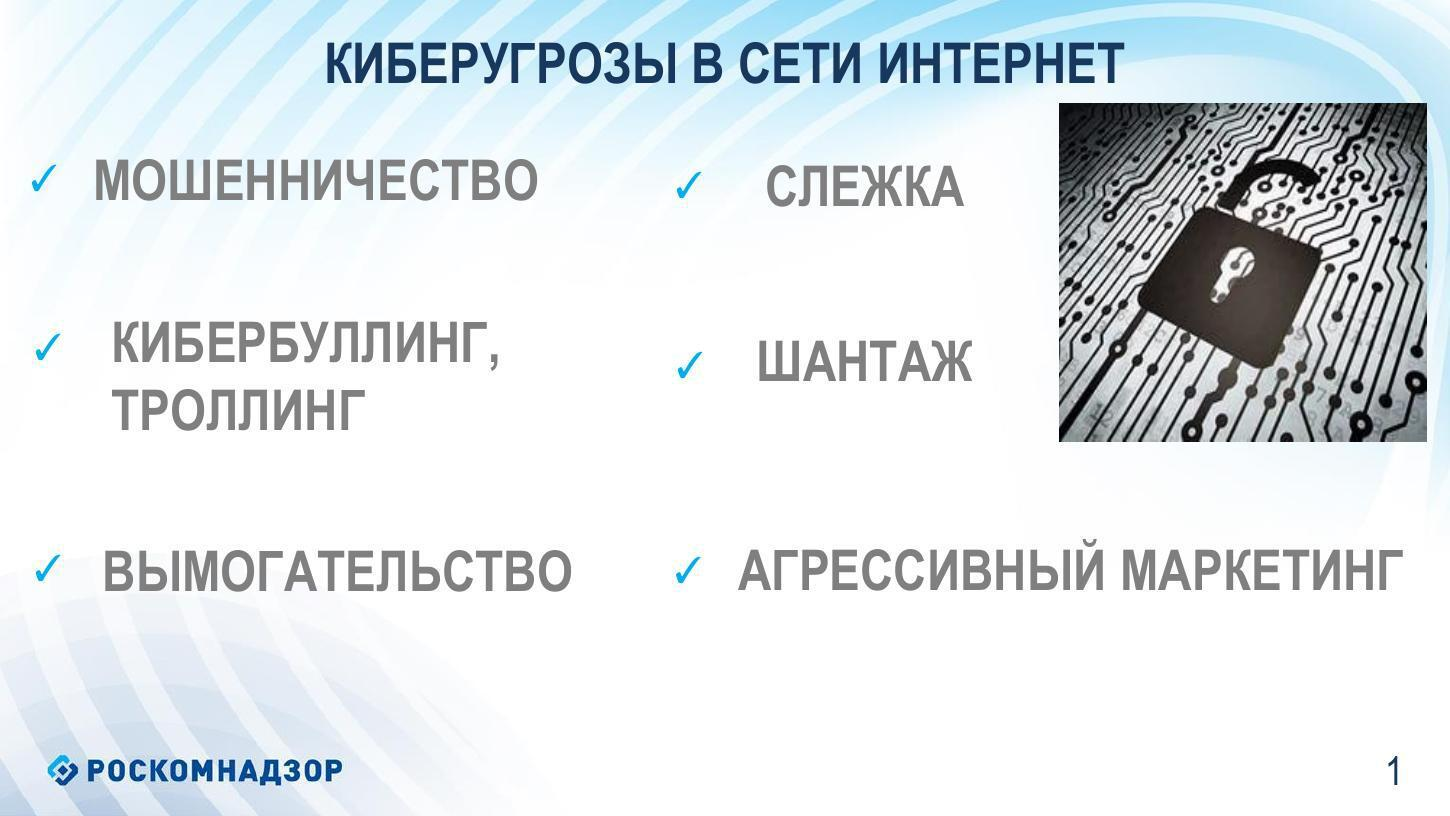 КИБЕРУГРОЗЫ В СЕТИ ИНТЕРНЕТ
✓ МОШЕННИЧЕСТВО
✓ КИБЕРБУЛЛИНГ,
ТРОЛЛИНГ
✓ ВЫМОГАТЕЛЬСТВО
✓ СЛЕЖКА
✓ ШАНТАЖ
✓ АГРЕССИВНЫЙ МАРКЕТИНГ
РОСКОМНАДЗОР
1